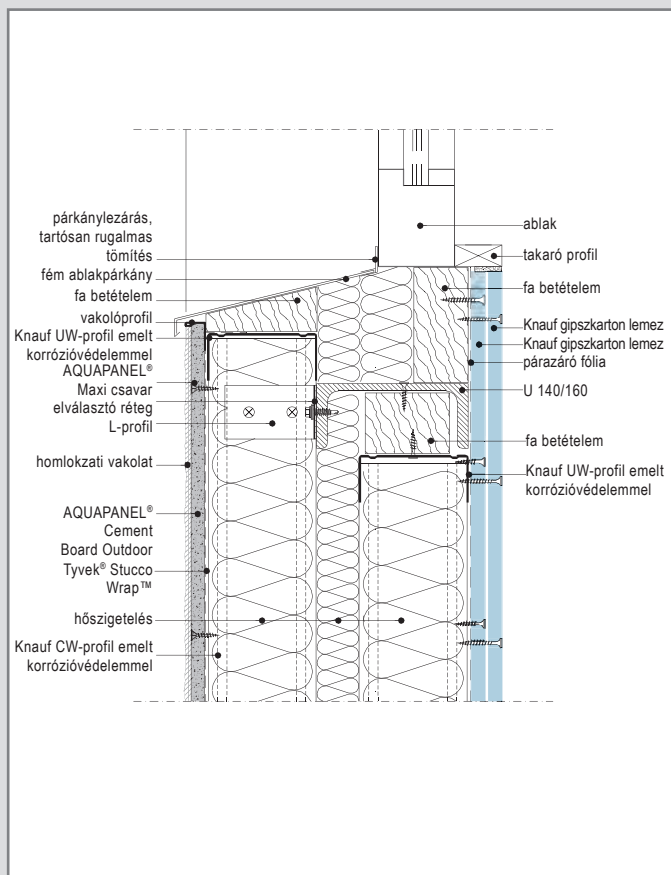 párkánylezárás,
tartósan rugalmas
tömítés
fém ablakpárkány
fa betételem
vakolóprofil
Knauf UW-profil emelt
korrózióvédelemmel
AQUAPANEL®
Maxi csavar
elválasztó réteg
L-profil
homlokzati vakolat
AQUAPANEL®
Cement
Board Outdoor
Tyvek® Stucco
Wrap™
hőszigetelés
Knauf CW-profil emelt
korrózióvédelemmel
ablak
takaró profil
fa betételem
Knauf gipszkarton lemez
Knauf gipszkarton lemez
párazáró fólia
U 140/160
fa betételem
Knauf UW-profil emelt
korrózióvédelemmel